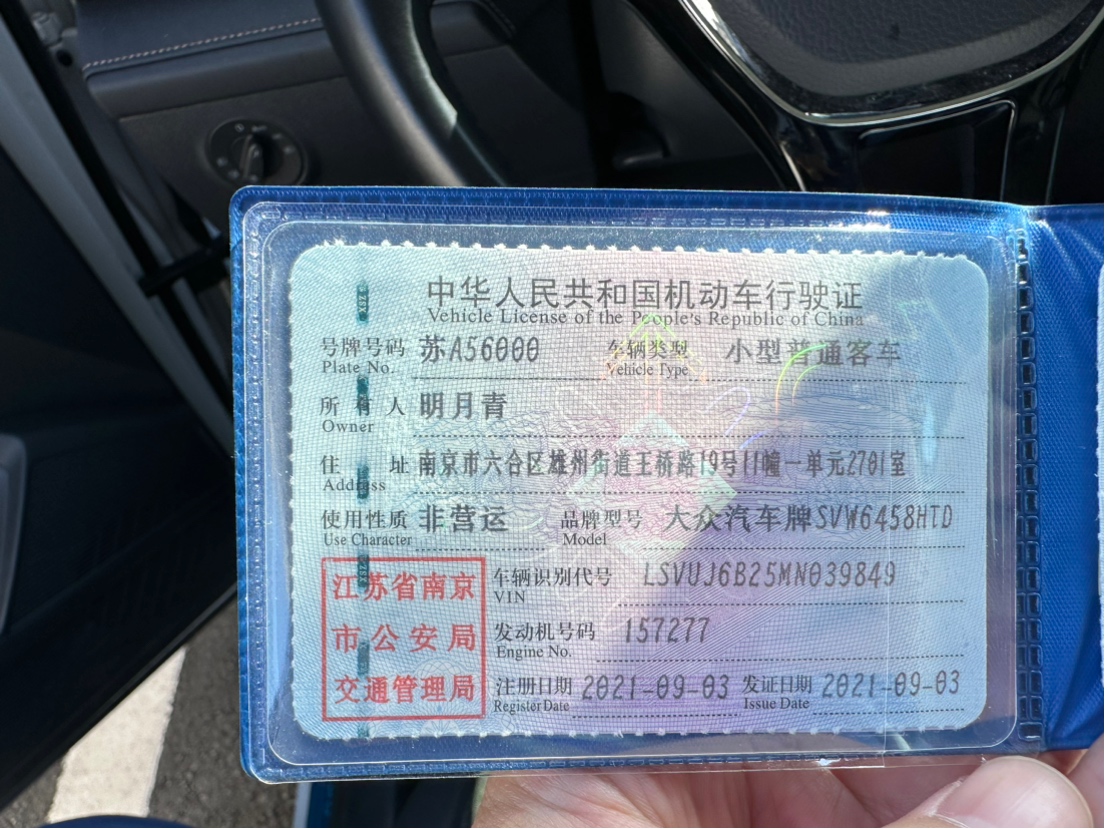 中华人民共和国机动车行驶证
Vehicle License of the People's Republic of China
号牌号码 苏A56000 车辆类型 小型普通客车
Plate No. Vehicle Type
所有人 明月青
Owner
住址 南京市六合区雄州街道王桥路19号11幢一单元2701室
Address
使用性质 非营运 品牌型号 大众汽车牌SVW6458HTD
Use Character Model
江苏省南京
市公安局
交通管理局
车辆识别代号 LSVUJ6B25MN039849
VIN
发动机号码 157277
Engine No.
注册日期 2021-09-03 发证日期 2021-09-03
Register Date Issue Date